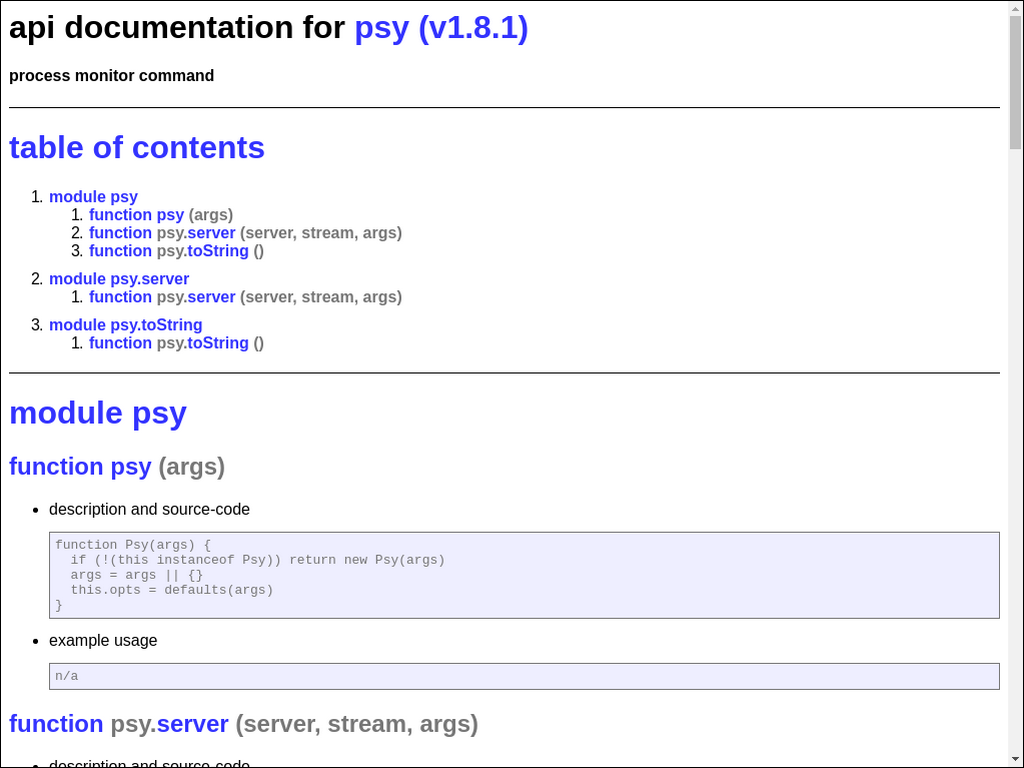 api documentation for psy (v1.8.1)
process monitor command
table of contents
1. module psy
1. function psy (args)
2. function psy.server (server, stream, args)
3. function psy.toString ()
2. module psy.server
1. function psy.server (server, stream, args)
3. module psy.toString
1. function psy.toString ()
module psy
function psy (args)
• description and source-code
function Psy(args) {
  if (!(this instanceof Psy)) return new Psy(args)
  args = args || {}
  this.opts = defaults(args)
}
• example usage
n/a
function psy.server (server, stream, args)
• description and source-code